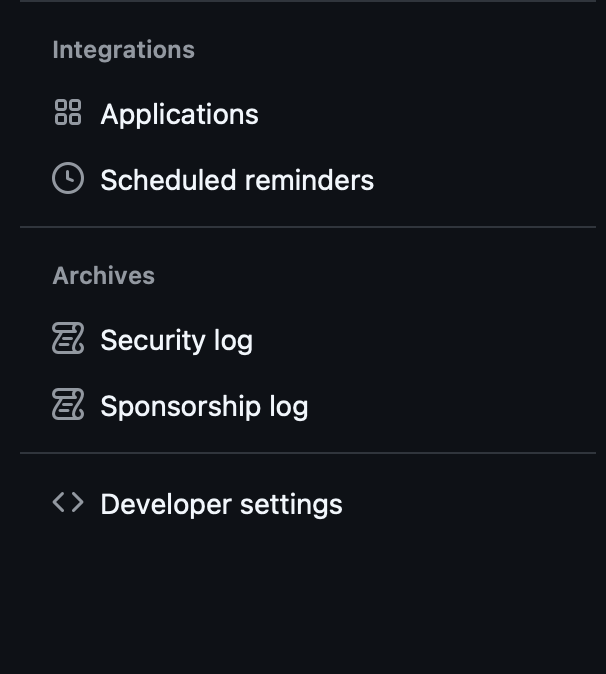 Integrations
Applications
Scheduled reminders
Archives
Security log
Sponsorship log
Developer settings